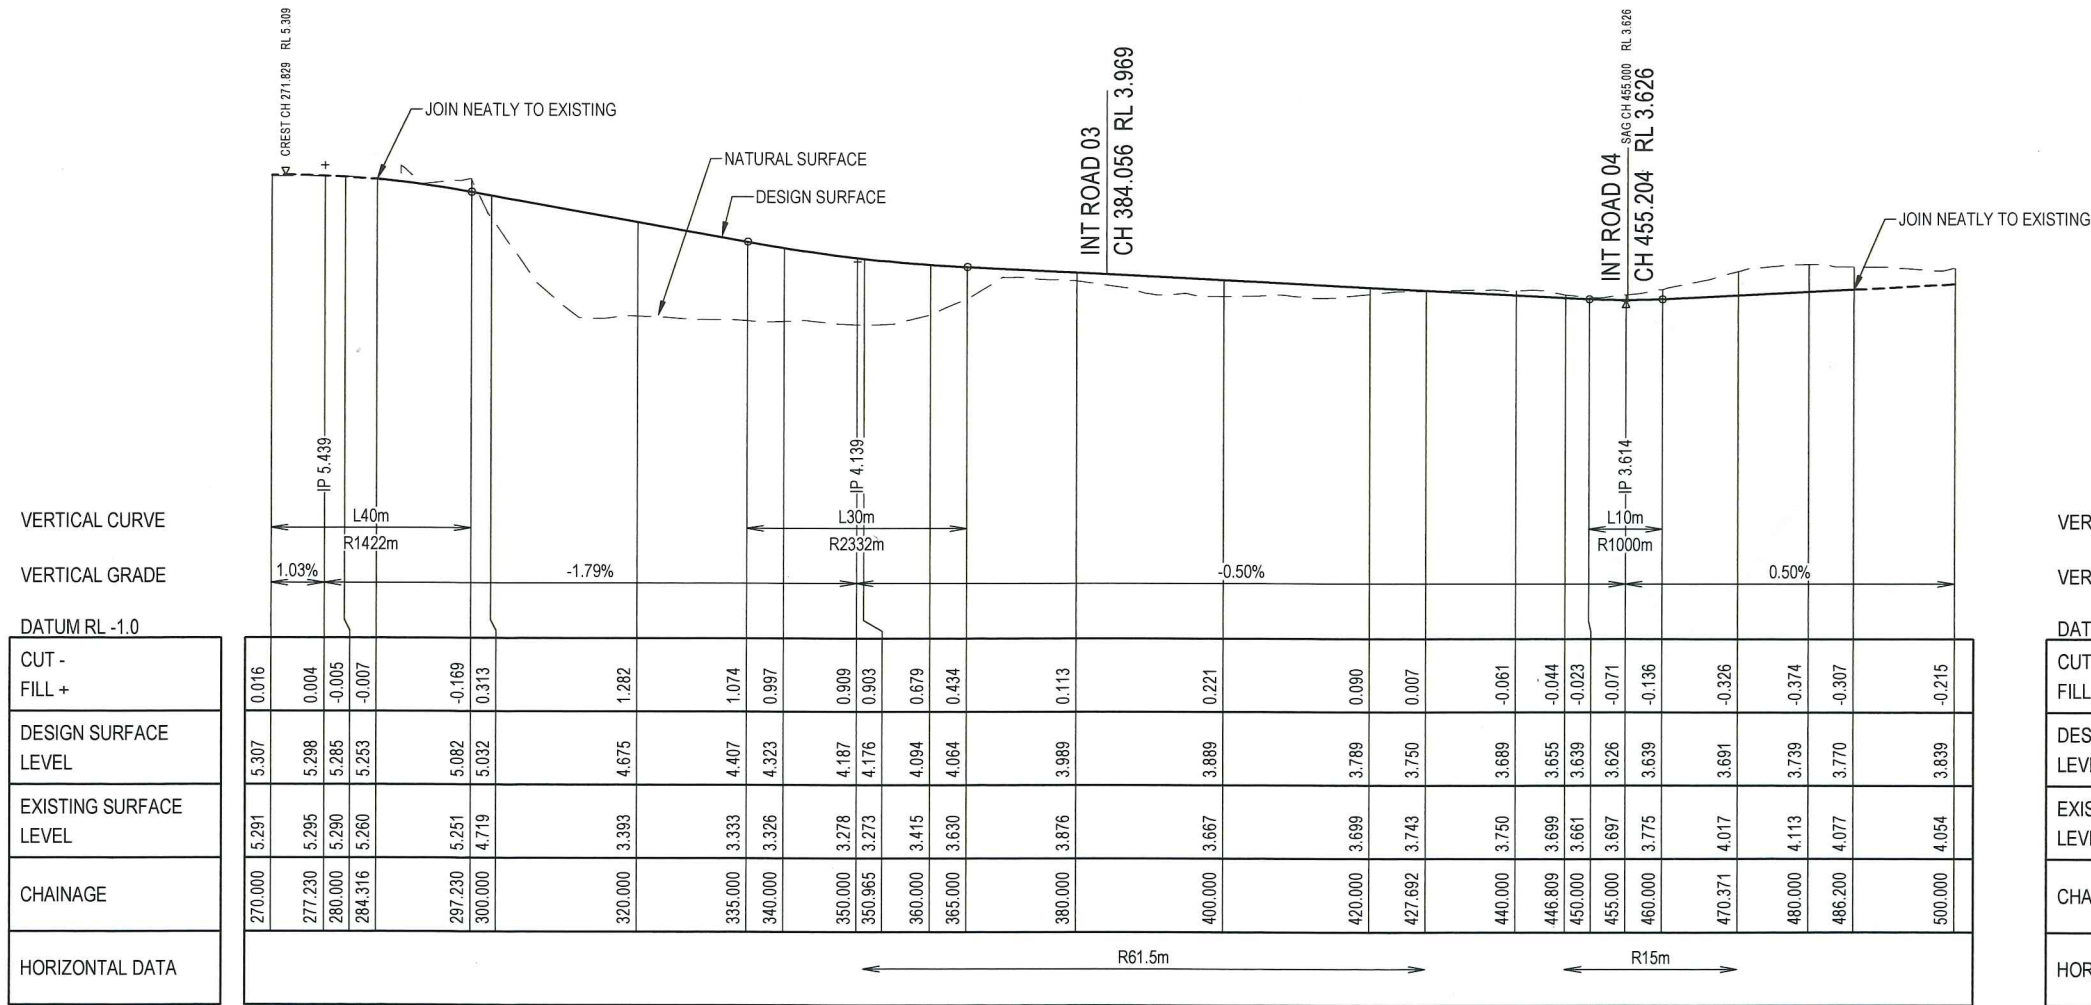 CREST CH 271.829 RL 5.309
JOIN NEATLY TO EXISTING
NATURAL SURFACE
DESIGN SURFACE
INT ROAD 03
CH 384.056 RL 3.969
INT ROAD 04
SAG CH 455.000 RL 3.626
CH 455.204 RL 3.626
JOIN NEATLY TO EXISTING
IP 5.439
IP 4.139
IP 3.614
VERTICAL CURVE
L40m
R1422m
L30m
R2332m
L10m
R1000m
VER
VERTICAL GRADE
1.03%
-1.79%
-0.50%
0.50%
VER
DATUM RL -1.0
DAT
CUT -
FILL +
0.016 0.004 -0.005 -0.007 -0.169 0.313 1.282 1.074 0.997 0.909 0.903 0.679 0.434 0.113 0.221 0.090 0.007 -0.061 -0.044 -0.023 -0.071 -0.136 -0.326 -0.374 -0.307 -0.215
CUT
FILL
DESIGN SURFACE
LEVEL
5.307 5.298 5.285 5.253 5.082 5.032 4.675 4.407 4.323 4.187 4.176 4.094 4.064 3.989 3.889 3.789 3.750 3.689 3.655 3.639 3.626 3.639 3.691 3.739 3.770 3.839
DES
LEV
EXISTING SURFACE
LEVEL
5.291 5.295 5.290 5.260 5.251 4.719 3.393 3.333 3.326 3.278 3.273 3.415 3.630 3.876 3.667 3.699 3.743 3.750 3.699 3.661 3.697 3.775 4.017 4.113 4.077 4.054
EXIS
LEV
CHAINAGE
270.000 277.230 280.000 284.316 297.230 300.000 320.000 335.000 340.000 350.000 350.965 360.000 365.000 380.000 400.000 420.000 427.692 440.000 446.809 450.000 455.000 460.000 470.371 480.000 486.200 500.000
CHA
HORIZONTAL DATA
R61.5m
R15m
HOR